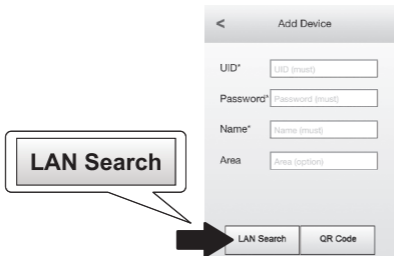 < Add Device
UID* UID (must)
Password* Password (must)
Name* Name (must)
Area Area (option)
LAN Search
LAN Search QR Code